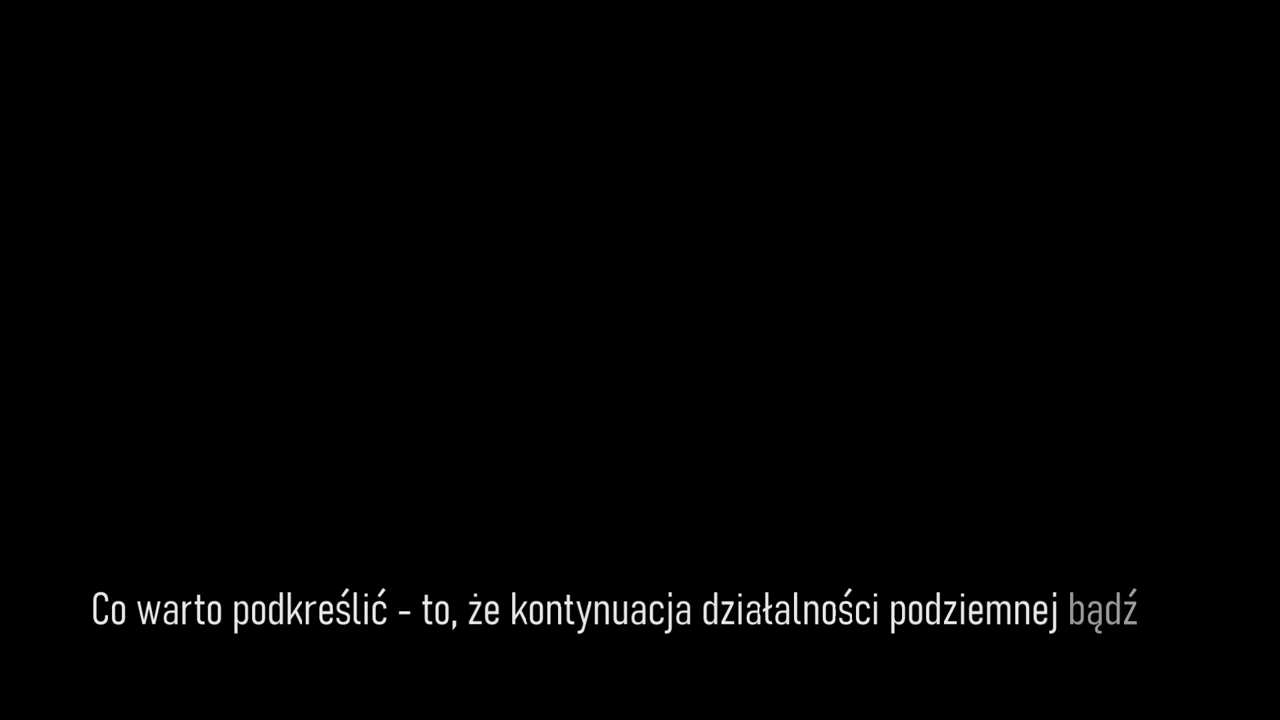 Co warto podkreślić - to, że kontynuacja działalności podziemnej bądź